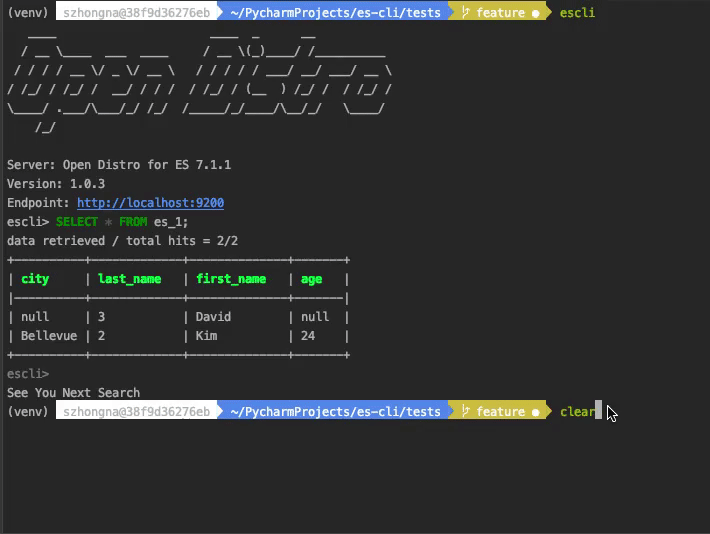 (venv) szhongna@38f9d36276eb ~/PycharmProjects/es-cli/tests feature ● escli
Open Distro
Server: Open Distro for ES 7.1.1
Version: 1.0.3
Endpoint: http://localhost:9200
escli> SELECT * FROM es_1;
data retrieved / total hits = 2/2
+----------+-------------+--------------+-------+
| city | last_name | first_name | age |
|----------+-------------+--------------+-------|
| null | 3 | David | null |
| Bellevue | 2 | Kim | 24 |
+----------+-------------+--------------+-------+
escli>
See You Next Search
(venv) szhongna@38f9d36276eb ~/PycharmProjects/es-cli/tests feature ● clear